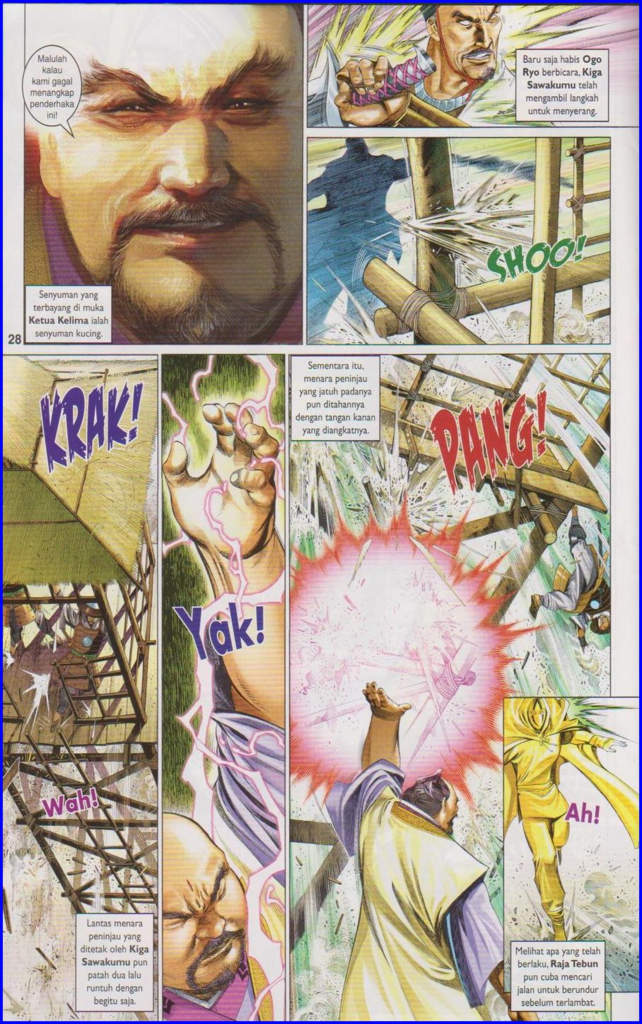 Malulah
kalau
kami gagal
menangkap
penderhaka
ini!
Senyuman yang
terbayang di muka
Ketua Kelima ialah
senyuman kucing.
28
Baru saja habis Ogo
Ryo berbicara, Kiga
Sawakumu telah
mengambil langkah
untuk menyerang.
SHOO!
KRAK!
Wah!
Lantas menara
peninjau yang
ditetak oleh Kiga
Sawakumu pun
patah dua lalu
runtuh dengan
begitu saja.
Yak!
Sementara itu,
menara peninjau
yang jatuh padanya
pun ditahannya
dengan tangan kanan
yang diangkatnya.
PANG!
Ah!
Melihat apa yang telah
berlaku, Raja Tebun
pun cuba mencari
jalan untuk berundur
sebelum terlambat.